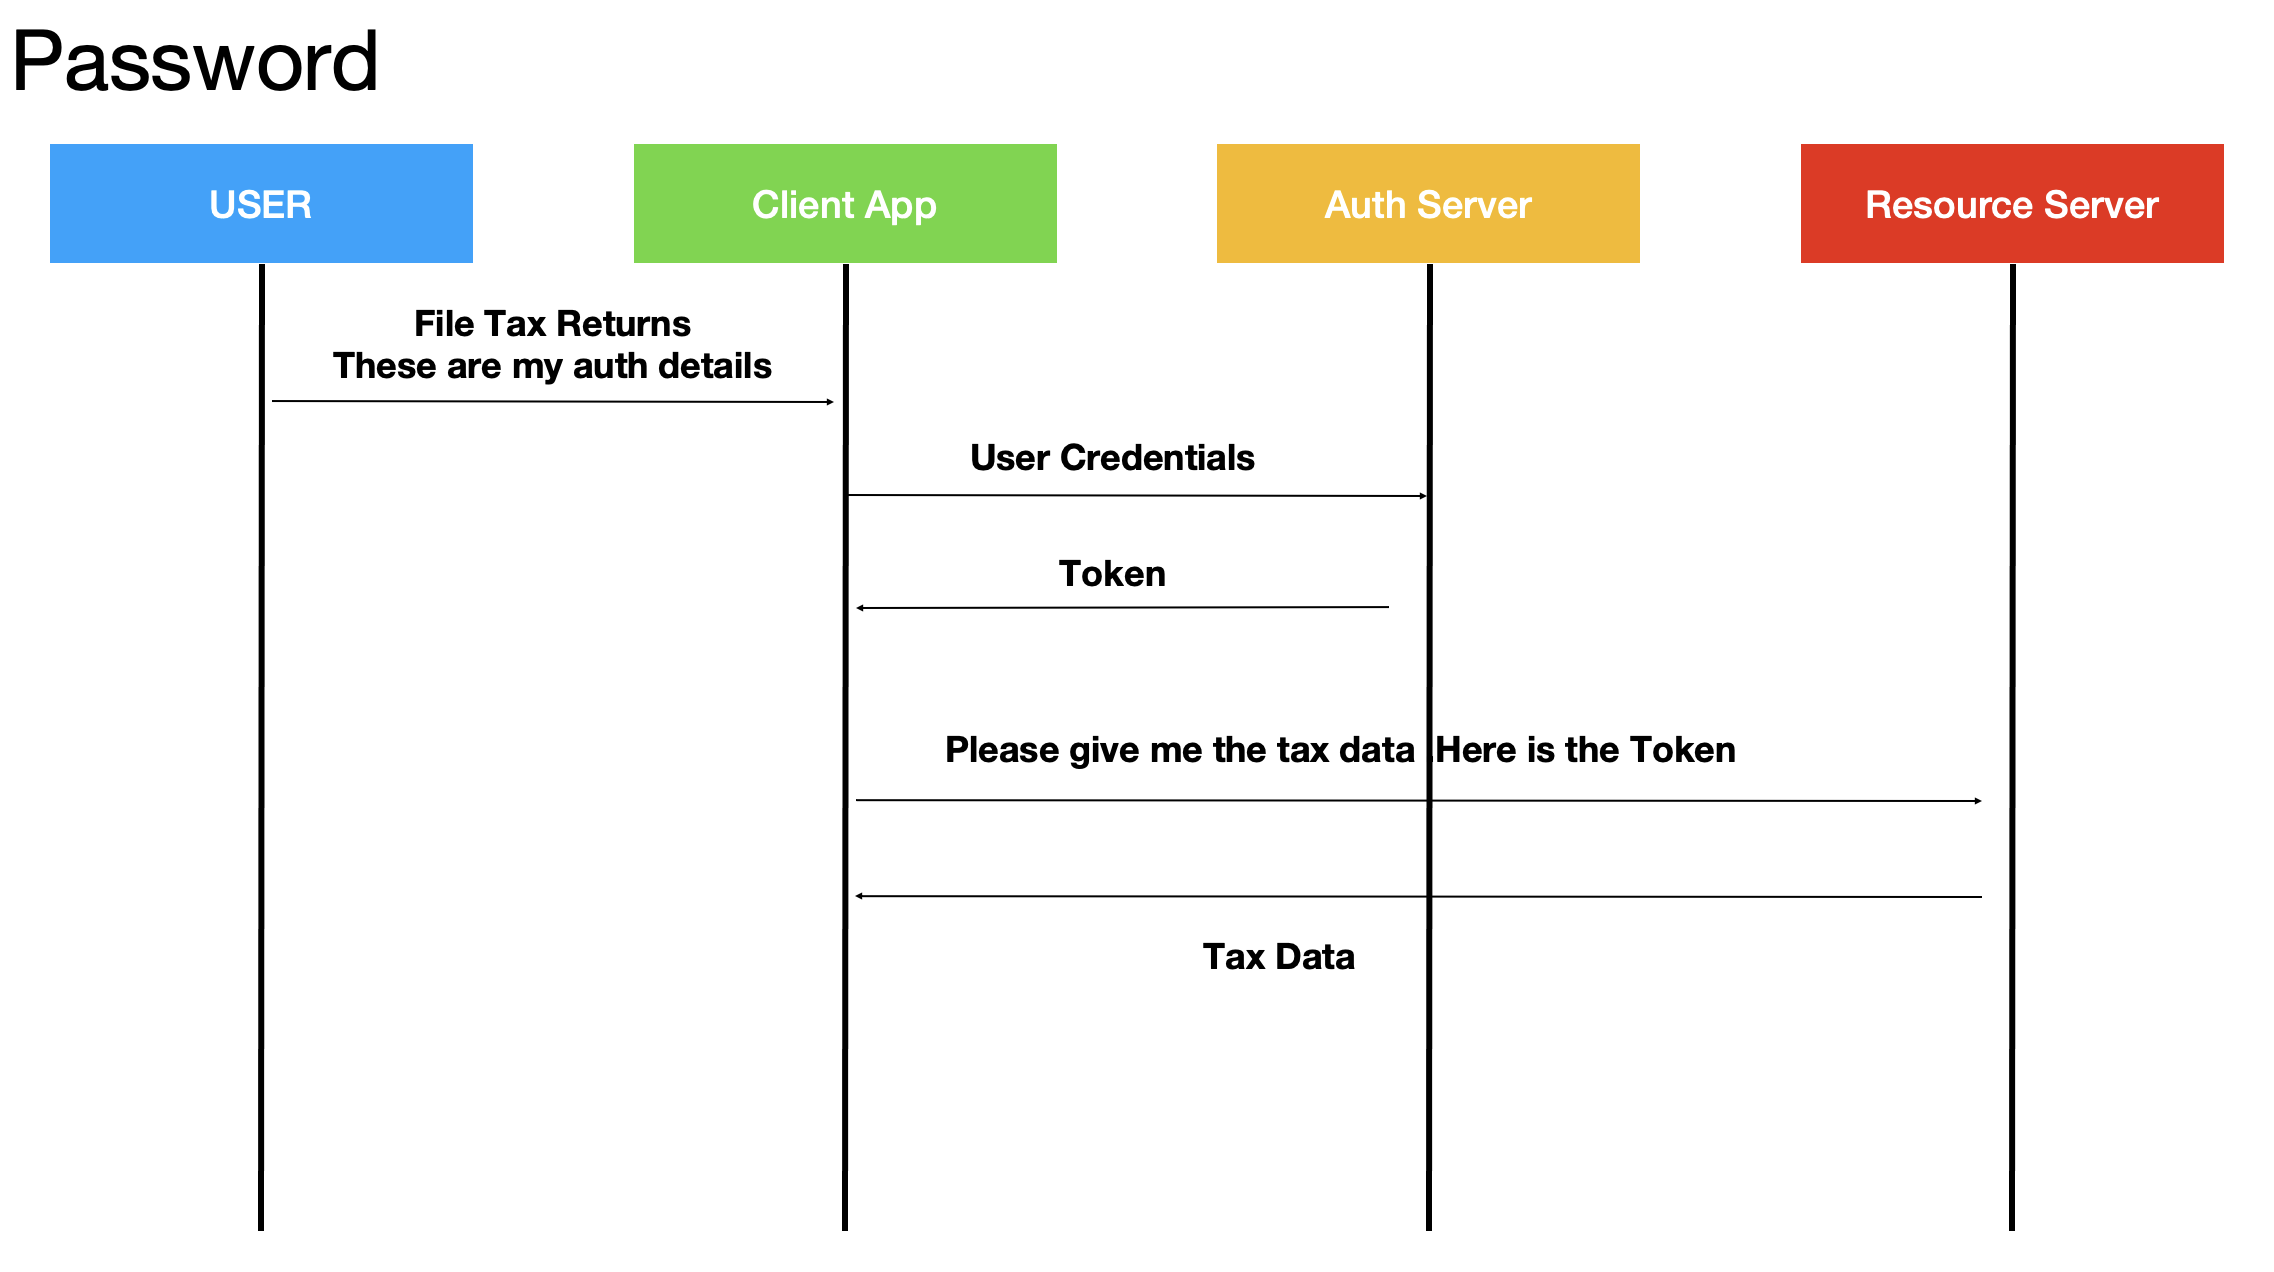 Password
USER
Client App
Auth Server
Resource Server
File Tax Returns
These are my auth details
User Credentials
Token
Please give me the tax data .Here is the Token
Tax Data